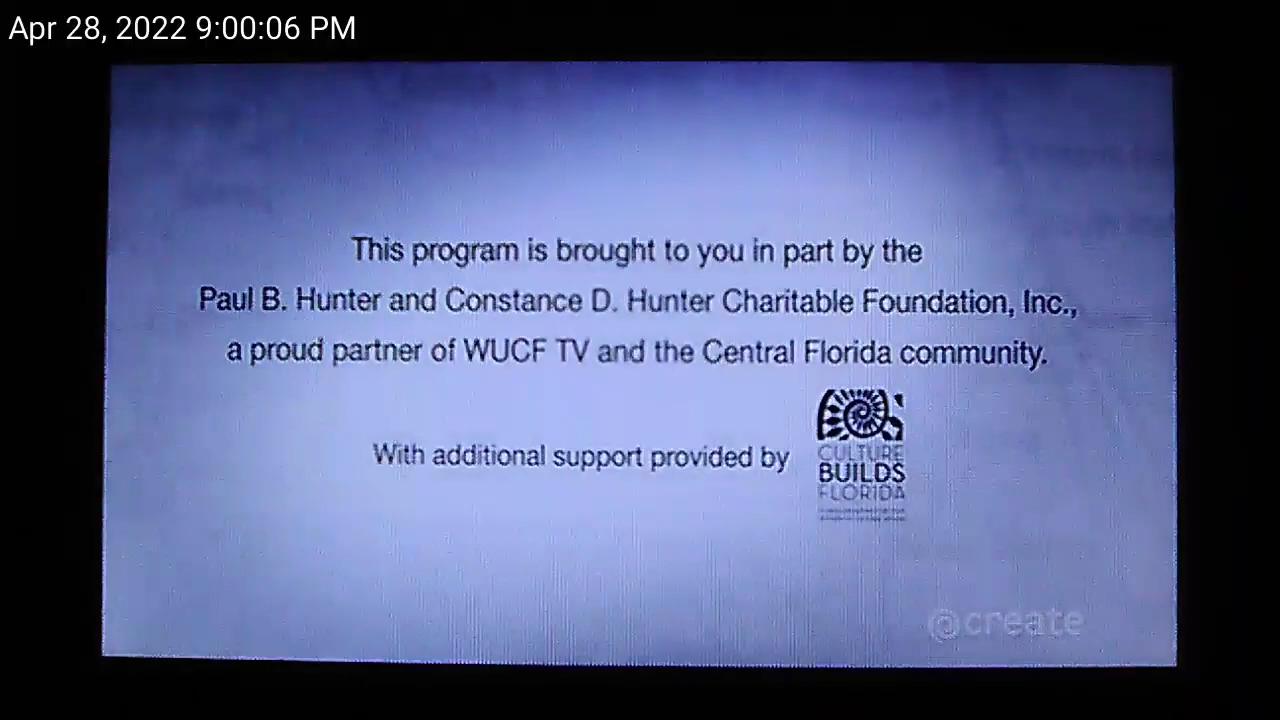 Apr 28, 2022 9:00:06 PM
This program is brought to you in part by the
Paul B. Hunter and Constance D. Hunter Charitable Foundation, Inc.,
a proud partner of WUCF TV and the Central Florida community.
With additional support provided by
CULTURE
BUILDS
FLORIDA
@create